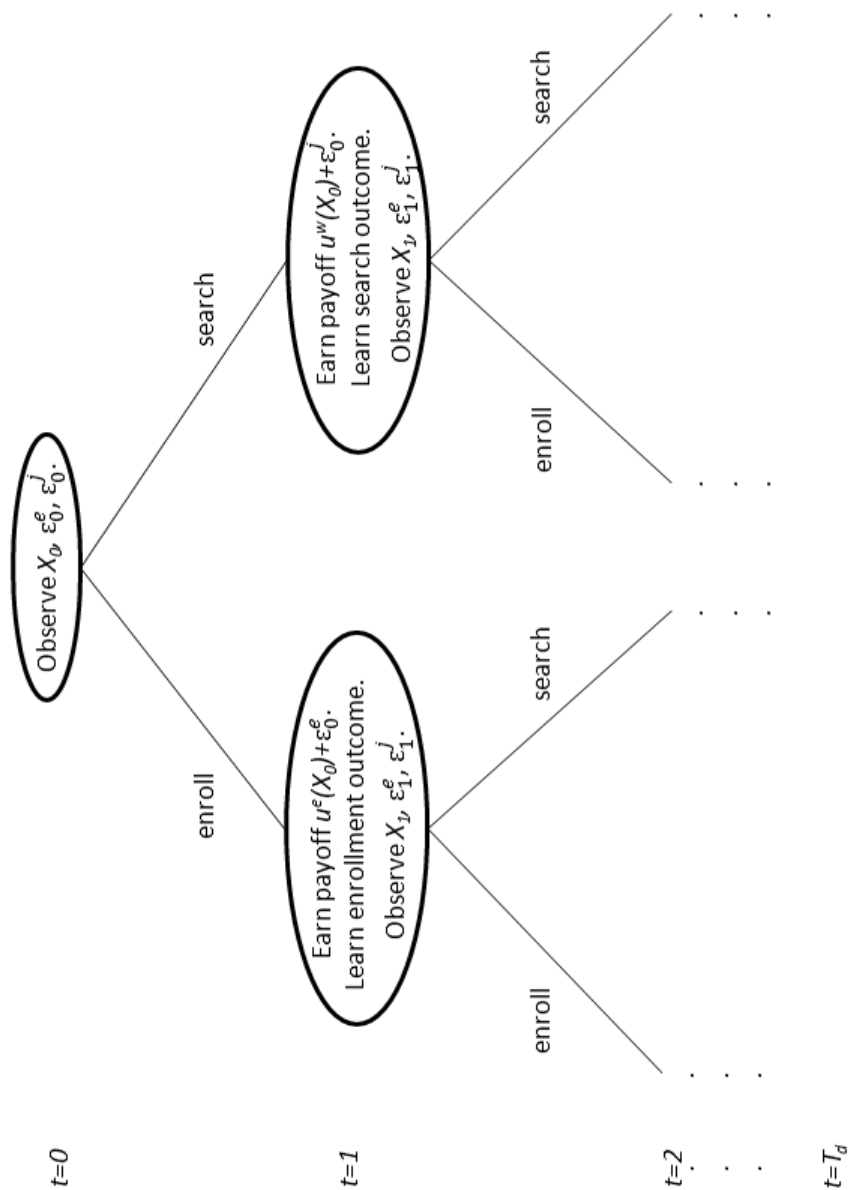 t=0
Observe X₀, ε₀ᵉ, ε₀ʲ.
enroll
search
t=1
Earn payoff uᵉ(X₀)+ε₀ᵉ.
Learn enrollment outcome.
Observe X₁, ε₁ᵉ, ε₁ʲ.
Earn payoff uʷ(X₀)+ε₀ʲ.
Learn search outcome.
Observe X₁, ε₁ᵉ, ε₁ʲ.
enroll
search
enroll
search
t=2
t=T_d